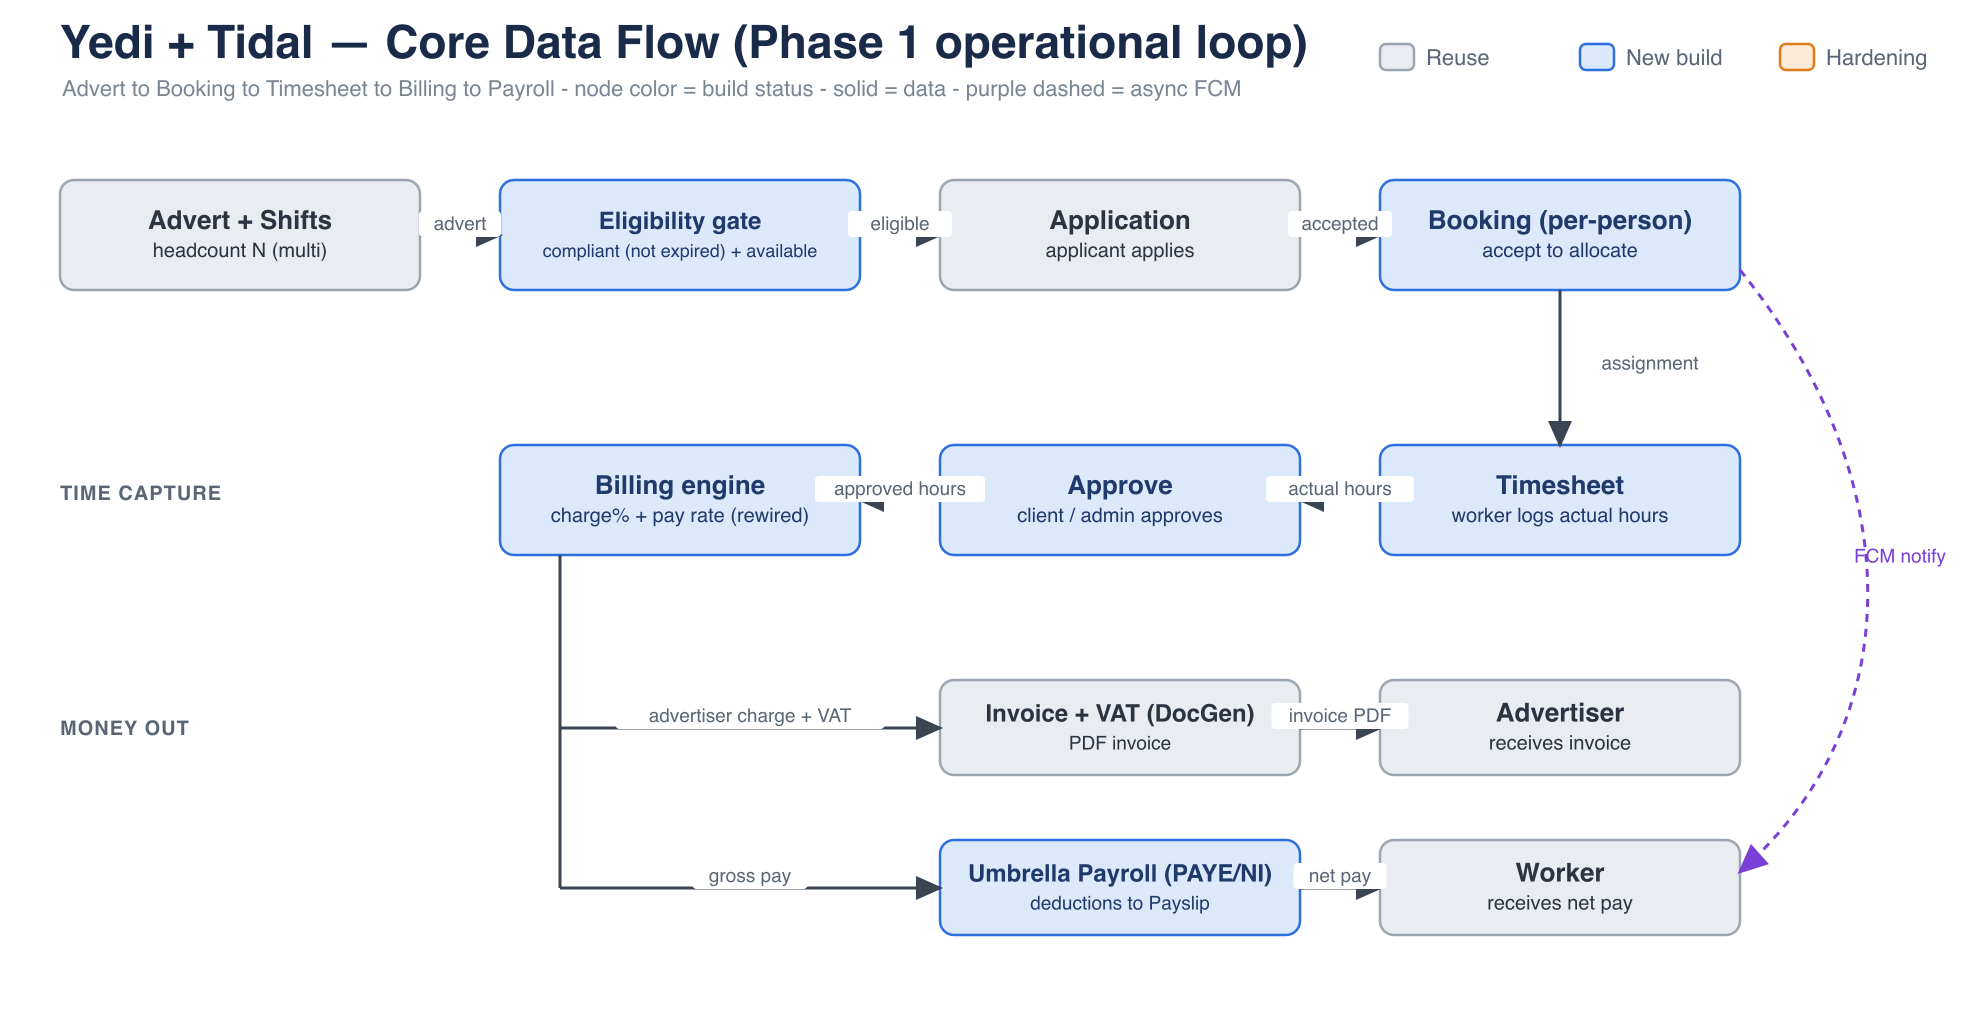 Yedi + Tidal — Core Data Flow (Phase 1 operational loop)
Reuse
New build
Hardening
Advert to Booking to Timesheet to Billing to Payroll - node color = build status - solid = data - purple dashed = async FCM
Advert + Shifts
headcount N (multi)
advert
Eligibility gate
compliant (not expired) + available
eligible
Application
applicant applies
accepted
Booking (per-person)
accept to allocate
assignment
TIME CAPTURE
Billing engine
charge% + pay rate (rewired)
approved hours
Approve
client / admin approves
actual hours
Timesheet
worker logs actual hours
FCM notify
MONEY OUT
advertiser charge + VAT
Invoice + VAT (DocGen)
PDF invoice
invoice PDF
Advertiser
receives invoice
gross pay
Umbrella Payroll (PAYE/NI)
deductions to Payslip
net pay
Worker
receives net pay